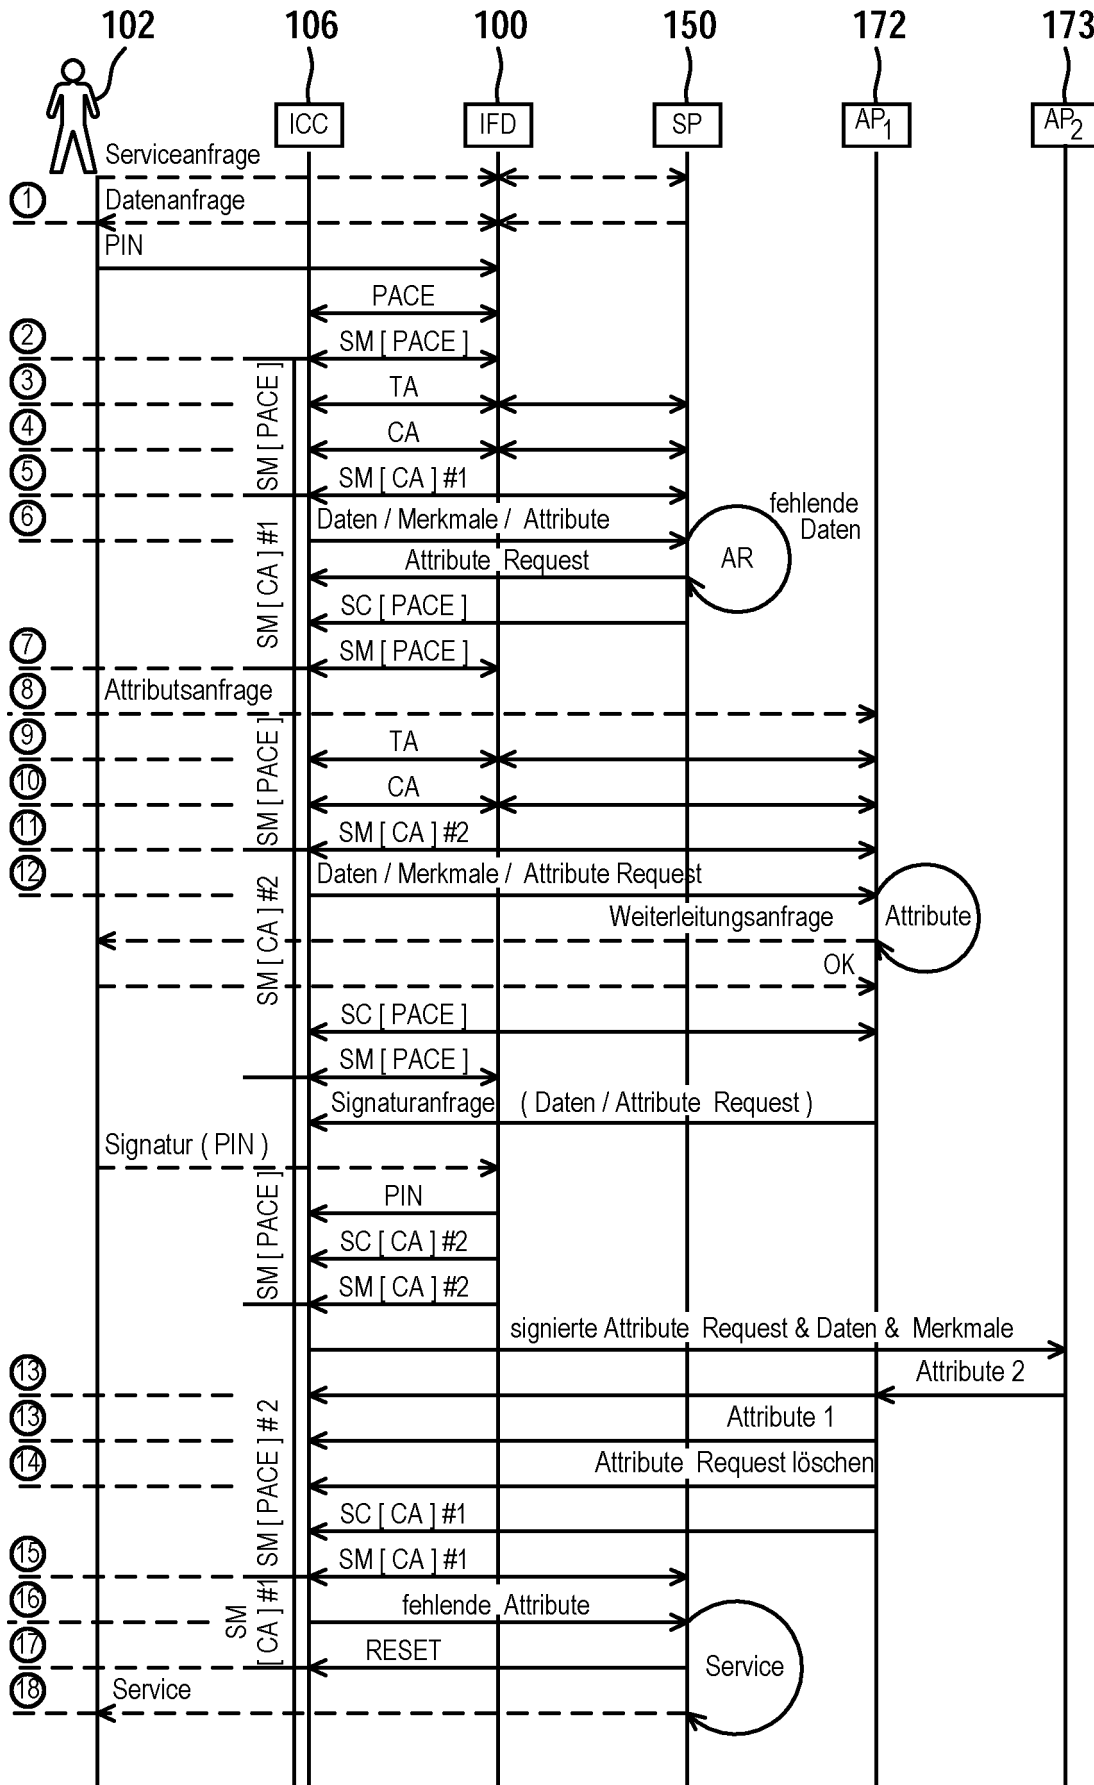 102 106 100 150 172 173
ICC IFD SP AP1 AP2
Serviceanfrage
1 Datenanfrage
PIN
PACE
2 SM [ PACE ]
3 TA
SM [ PACE ]
4 CA
5 SM [ CA ] #1
6 Daten / Merkmale / Attribute
fehlende
Daten
AR
SM [ CA ] #1
Attribute Request
SC [ PACE ]
7 SM [ PACE ]
8 Attributsanfrage
9 TA
SM [ PACE ]
10 CA
11 SM [ CA ] #2
12 Daten / Merkmale / Attribute Request
SM [ CA ] #2
Weiterleitungsanfrage
Attribute
OK
SC [ PACE ]
SM [ PACE ]
Signaturanfrage ( Daten / Attribute Request )
Signatur ( PIN )
SM [ PACE ]
PIN
SC [ CA ] #2
SM [ CA ] #2
signierte Attribute Request & Daten & Merkmale
13 Attribute 2
13 Attribute 1
SM [ PACE ] # 2
14 Attribute Request löschen
SC [ CA ] #1
15 SM [ CA ] #1
16 fehlende Attribute
SM
[ CA ] #1
17 RESET
Service
18 Service